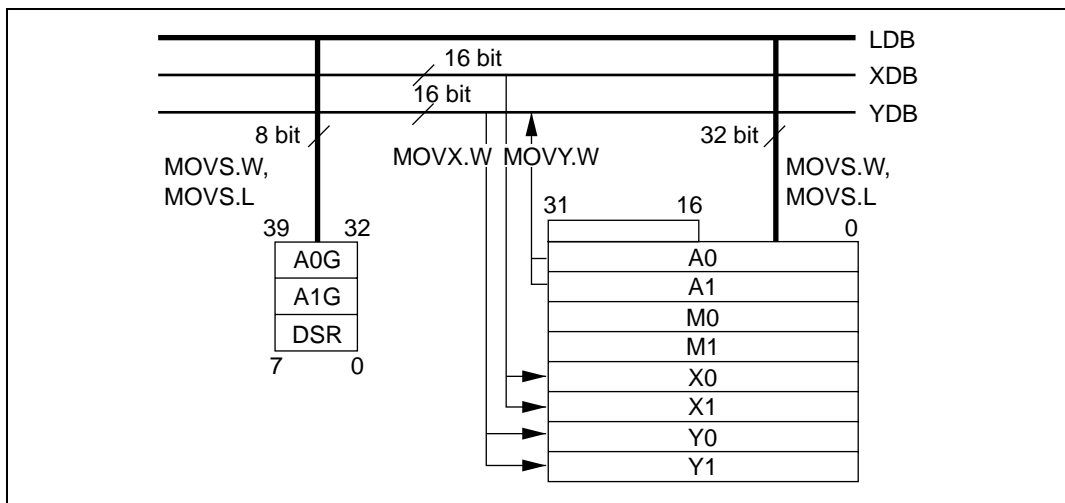 LDB
16 bit
XDB
16 bit
YDB
8 bit
MOVX.W
MOVY.W
32 bit
MOVS.W,
MOVS.L
MOVS.W,
MOVS.L
39
32
31
16
0
A0G
A1G
DSR
7
0
A0
A1
M0
M1
X0
X1
Y0
Y1